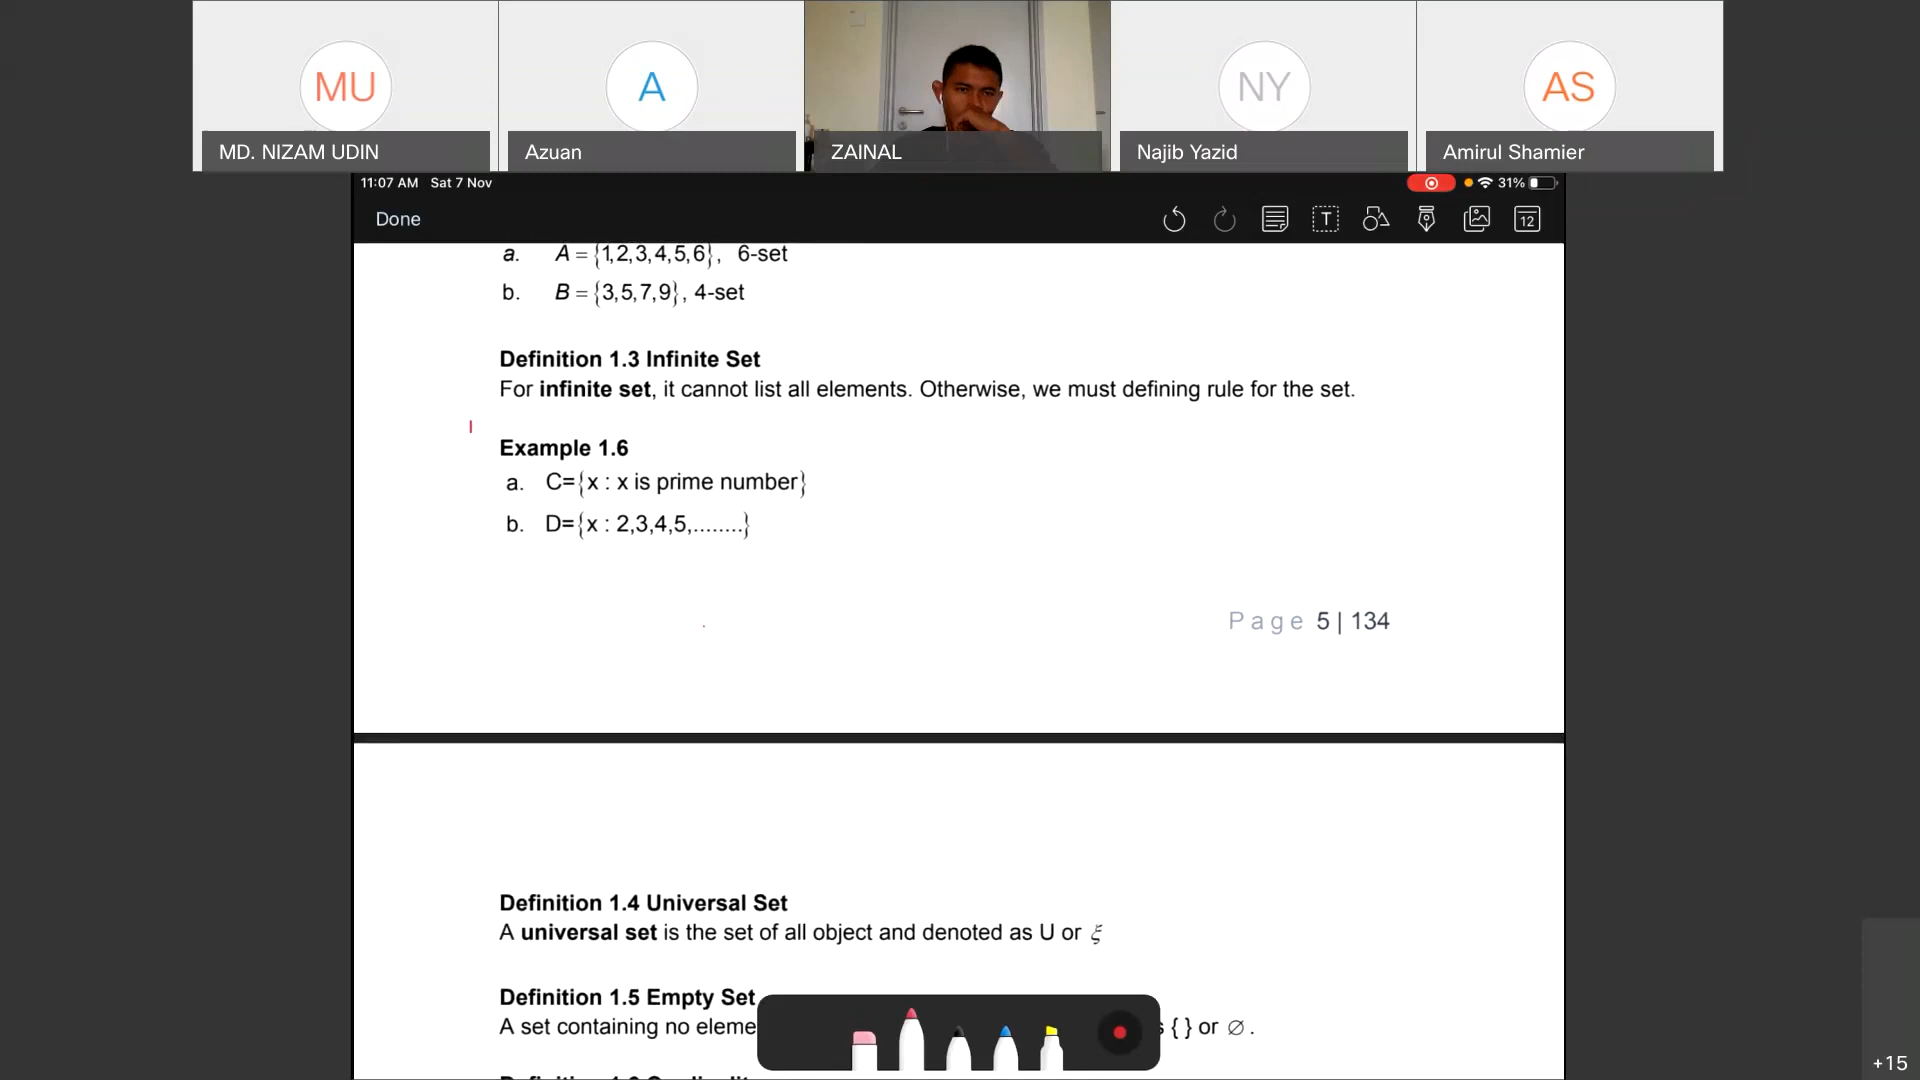 MU
A
NY
AS
MD. NIZAM UDIN
Azuan
ZAINAL
Najib Yazid
Amirul Shamier
11:07 AM Sat 7 Nov
31%
Done
T
12
a. A = {1,2,3,4,5,6}, 6-set
b. B = {3,5,7,9}, 4-set
Definition 1.3 Infinite Set
For infinite set, it cannot list all elements. Otherwise, we must defining rule for the set.
Example 1.6
a. C={x : x is prime number}
b. D={x : 2,3,4,5,........}
Page 5 | 134
Definition 1.4 Universal Set
A universal set is the set of all object and denoted as U or ξ
Definition 1.5 Empty Set
A set containing no eleme
{ } or ∅.
+15